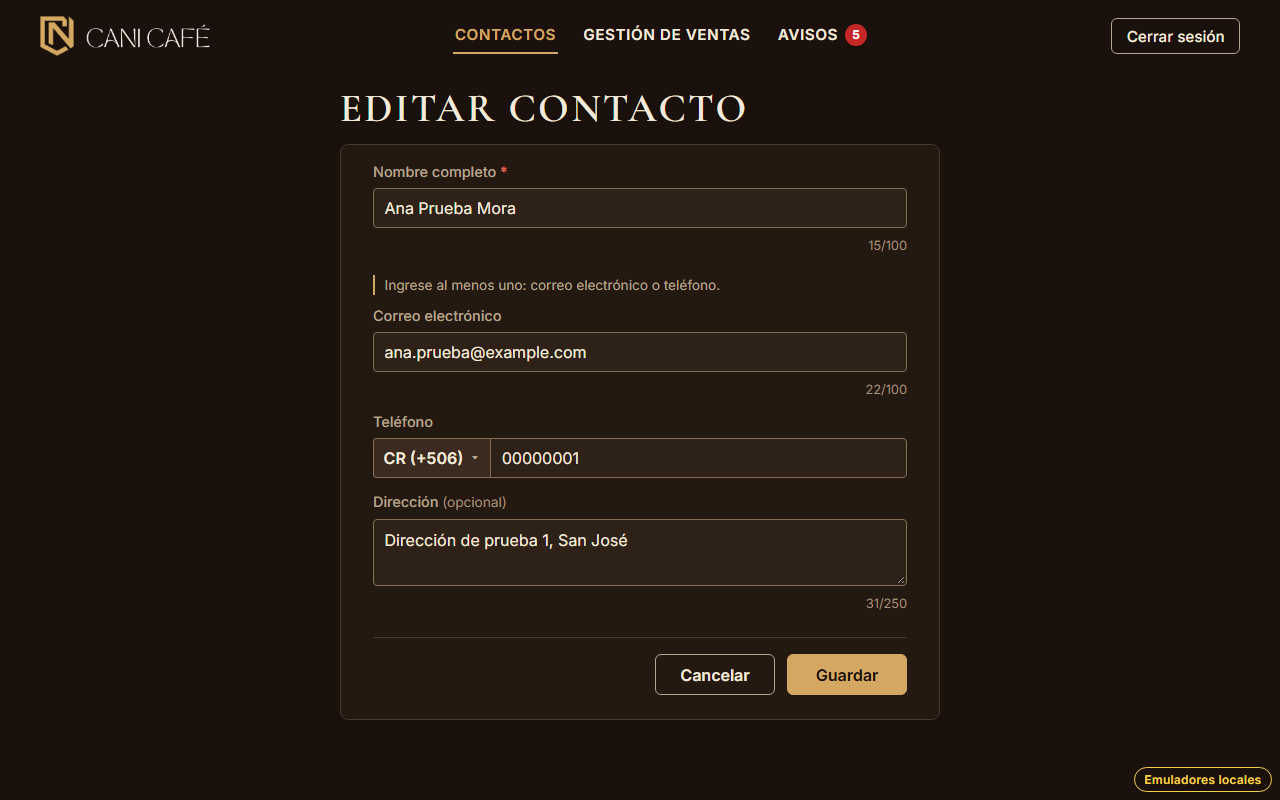 CANI CAFÉ
CONTACTOS GESTIÓN DE VENTAS AVISOS 5
Cerrar sesión
EDITAR CONTACTO
Nombre completo *
Ana Prueba Mora
15/100
Ingrese al menos uno: correo electrónico o teléfono.
Correo electrónico
ana.prueba@example.com
22/100
Teléfono
CR (+506) 00000001
Dirección (opcional)
Dirección de prueba 1, San José
31/250
Cancelar Guardar
Emuladores locales